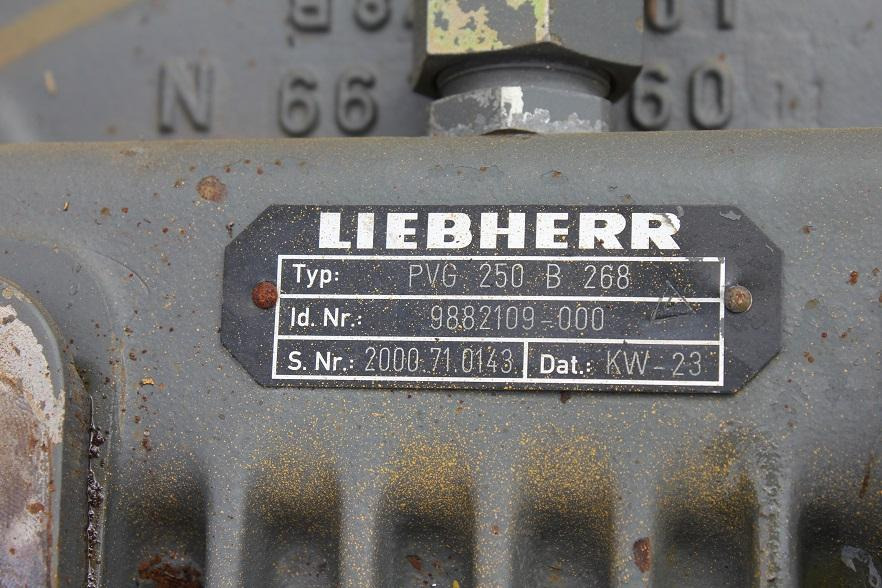 N 66 60
LIEBHERR
Typ: PVG 250 B 268
Id. Nr.: 9882109-000
S. Nr.: 2000.71.0143 Dat.: KW-23